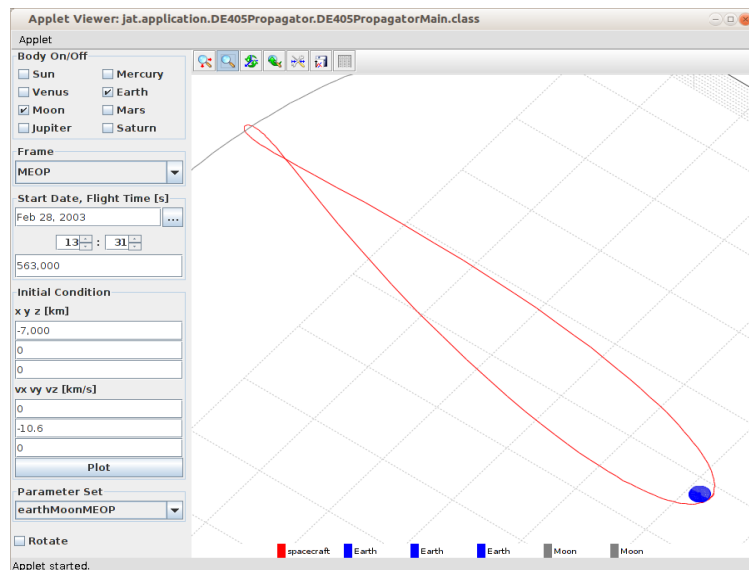 Applet Viewer: jat.application.DE405Propagator.DE405PropagatorMain.class
Applet
Body On/Off
Sun Mercury
Venus Earth
Moon Mars
Jupiter Saturn
Frame
MEOP
Start Date, Flight Time [s]
Feb 28, 2003 ...
13 : 31
563,000
Initial Condition
x y z [km]
-7,000
0
0
vx vy vz [km/s]
0
-10.6
0
Plot
Parameter Set
earthMoonMEOP
Rotate
spacecraft Earth Earth Earth Moon Moon
Applet started.